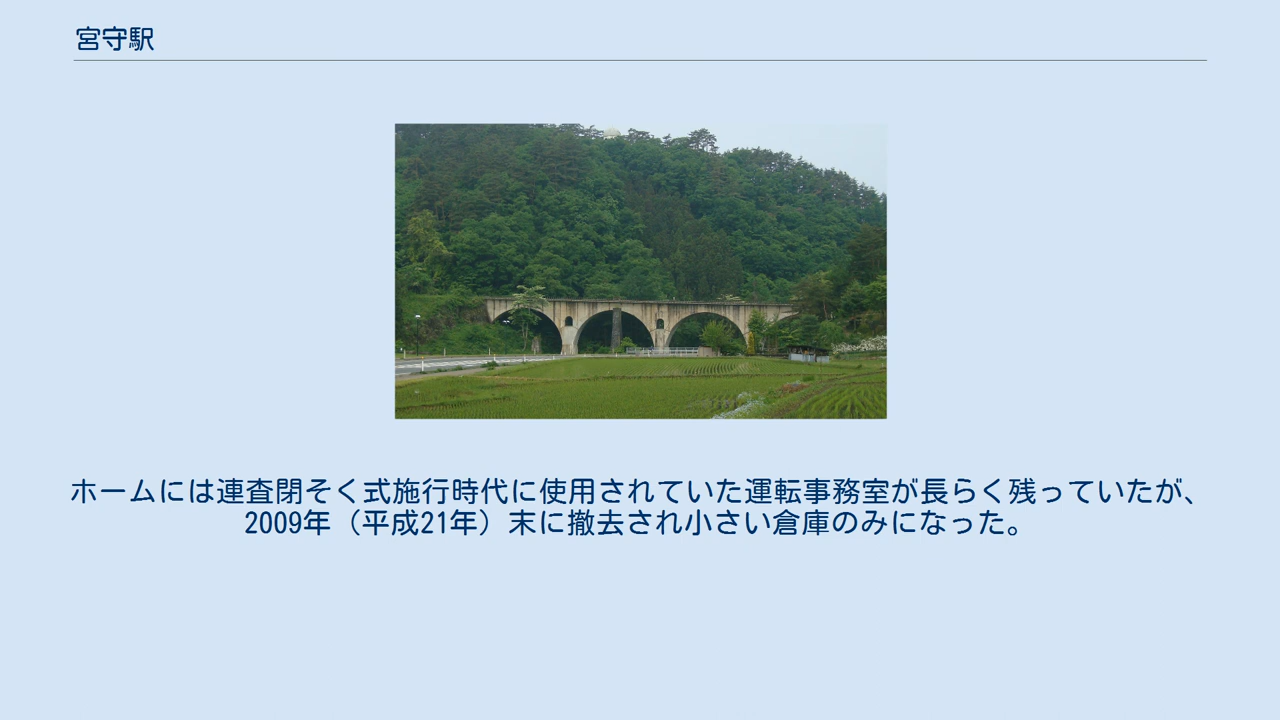 宮守駅
ホームには連査閉そく式施行時代に使用されていた運転事務室が長らく残っていたが、
2009年（平成21年）末に撤去され小さい倉庫のみになった。